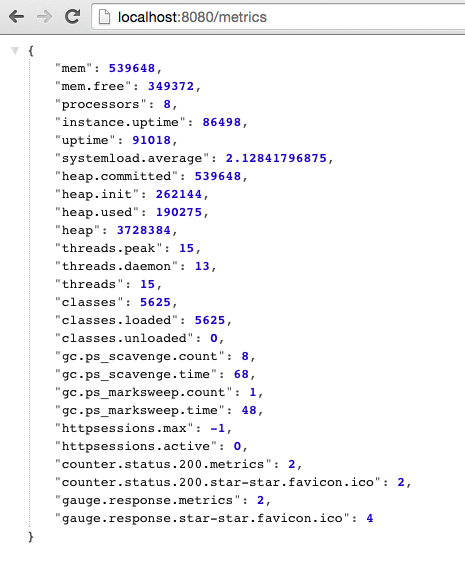 localhost:8080/metrics
{
"mem": 539648,
"mem.free": 349372,
"processors": 8,
"instance.uptime": 86498,
"uptime": 91018,
"systemload.average": 2.12841796875,
"heap.committed": 539648,
"heap.init": 262144,
"heap.used": 190275,
"heap": 3728384,
"threads.peak": 15,
"threads.daemon": 13,
"threads": 15,
"classes": 5625,
"classes.loaded": 5625,
"classes.unloaded": 0,
"gc.ps_scavenge.count": 8,
"gc.ps_scavenge.time": 68,
"gc.ps_marksweep.count": 1,
"gc.ps_marksweep.time": 48,
"httpsessions.max": -1,
"httpsessions.active": 0,
"counter.status.200.metrics": 2,
"counter.status.200.star-star.favicon.ico": 2,
"gauge.response.metrics": 2,
"gauge.response.star-star.favicon.ico": 4
}